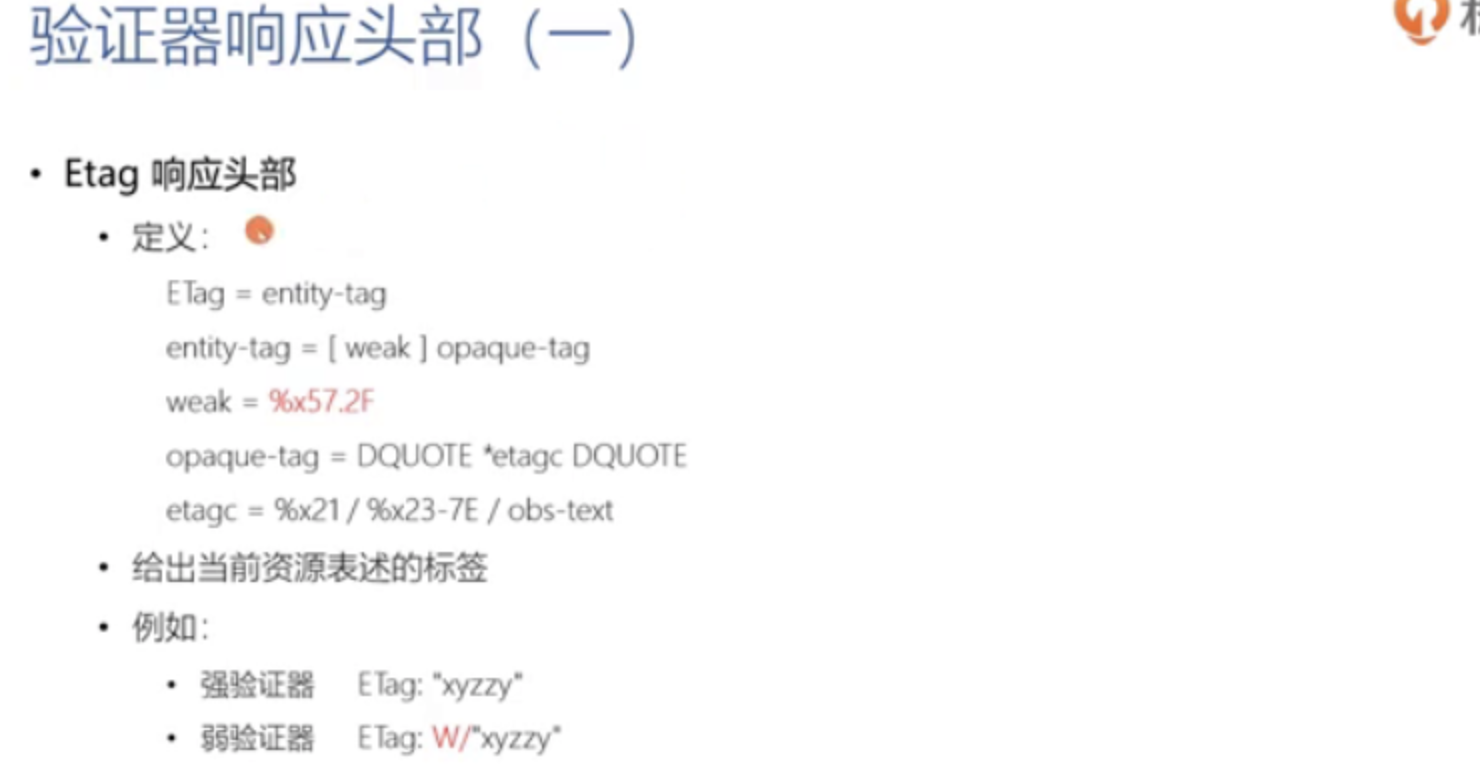 验证器响应头部（一）
• Etag 响应头部
• 定义：
ETag = entity-tag
entity-tag = [ weak ] opaque-tag
weak = %x57.2F
opaque-tag = DQUOTE *etagc DQUOTE
etagc = %x21 / %x23-7E / obs-text
• 给出当前资源表述的标签
• 例如：
• 强验证器 ETag: "xyzzy"
• 弱验证器 ETag: W/"xyzzy"